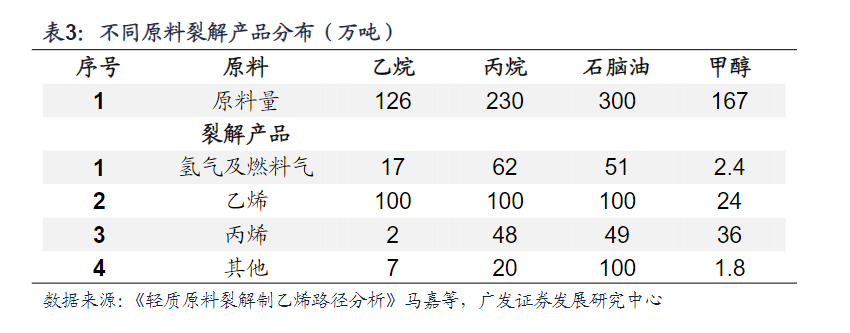 表3：不同原料裂解产品分布（万吨）
序号 原料 乙烷 丙烷 石脑油 甲醇
1 原料量 126 230 300 167
裂解产品
1 氢气及燃料气 17 62 51 2.4
2 乙烯 100 100 100 24
3 丙烯 2 48 49 36
4 其他 7 20 100 1.8
数据来源：《轻质原料裂解制乙烯路径分析》马嘉等，广发证券发展研究中心